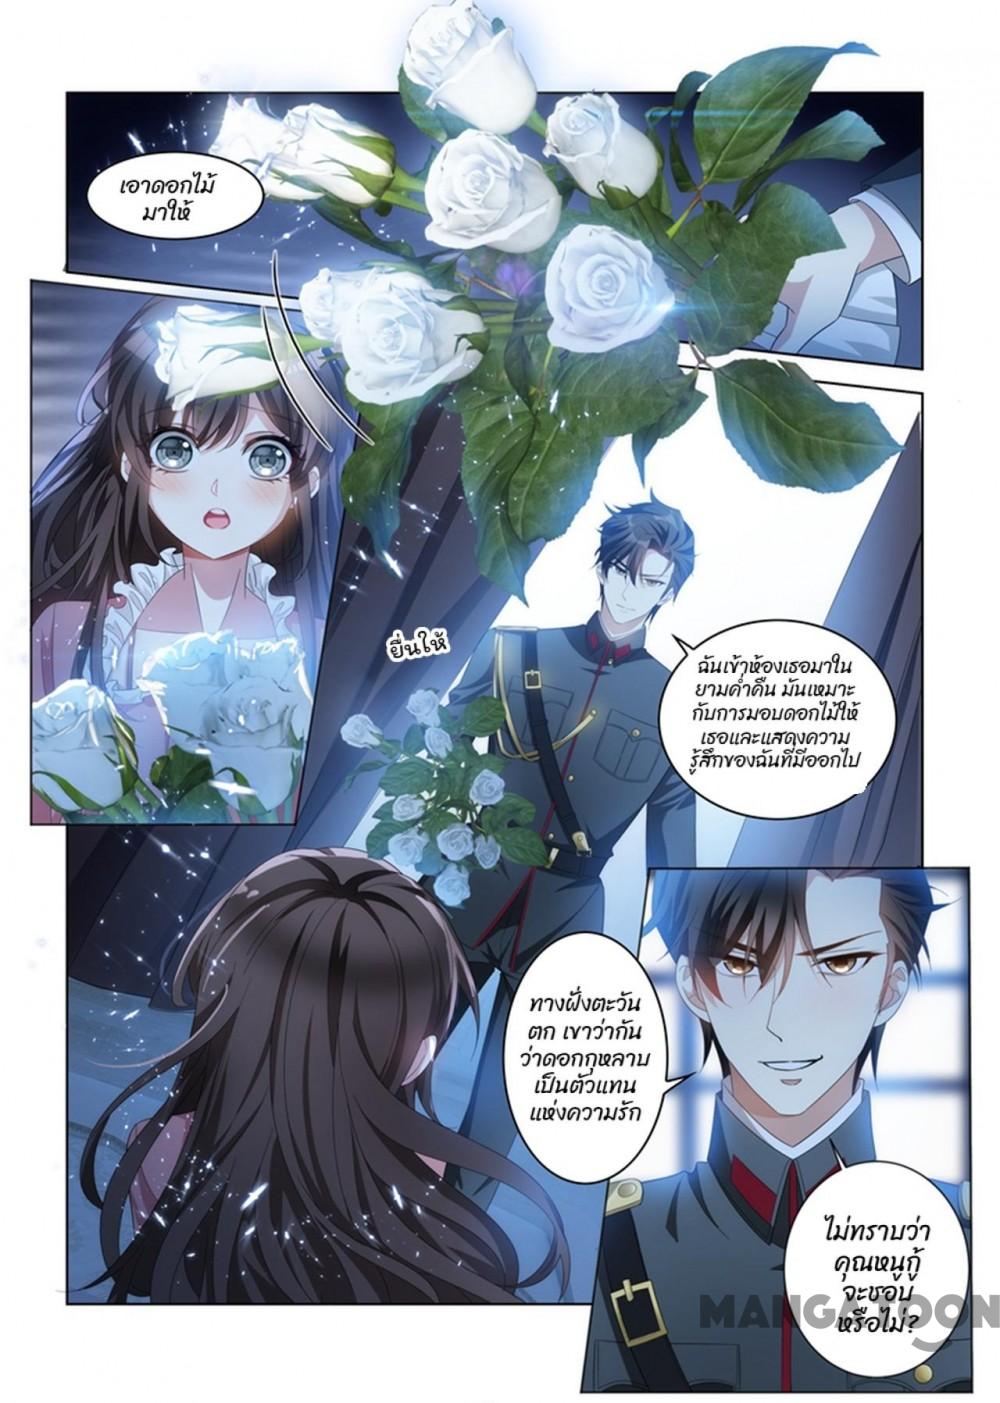 เอาดอกไม้
มาให้
ยื่นให้
ฉันเข้าห้องเธอมาใน
ยามค่ำคืน มันเหมาะ
กับการมอบดอกไม้ให้
เธอและแสดงความ
รู้สึกของฉันที่มีออกไป
ทางฝั่งตะวัน
ตก เขาว่ากัน
ว่าดอกกุหลาบ
เป็นตัวแทน
แห่งความรัก
ไม่ทราบว่า
คุณหนูกู้
จะชอบ
หรือไม่?
MANGATOON